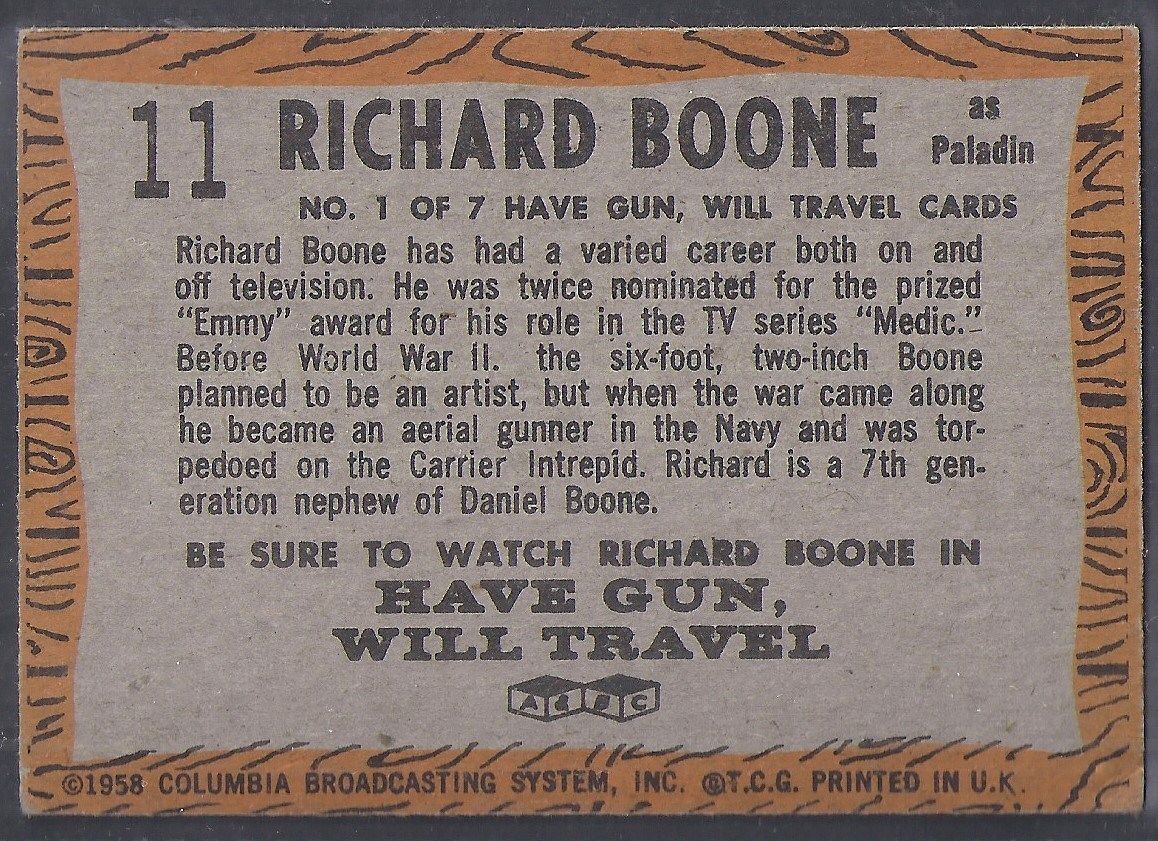 11 RICHARD BOONE as Paladin
NO. 1 OF 7 HAVE GUN, WILL TRAVEL CARDS
Richard Boone has had a varied career both on and
off television. He was twice nominated for the prized
“Emmy” award for his role in the TV series “Medic.”
Before World War II. the six-foot, two-inch Boone
planned to be an artist, but when the war came along
he became an aerial gunner in the Navy and was tor-
pedoed on the Carrier Intrepid. Richard is a 7th gen-
eration nephew of Daniel Boone.
BE SURE TO WATCH RICHARD BOONE IN
HAVE GUN,
WILL TRAVEL
A & B C
©1958 COLUMBIA BROADCASTING SYSTEM, INC. ®T.C.G. PRINTED IN U.K.